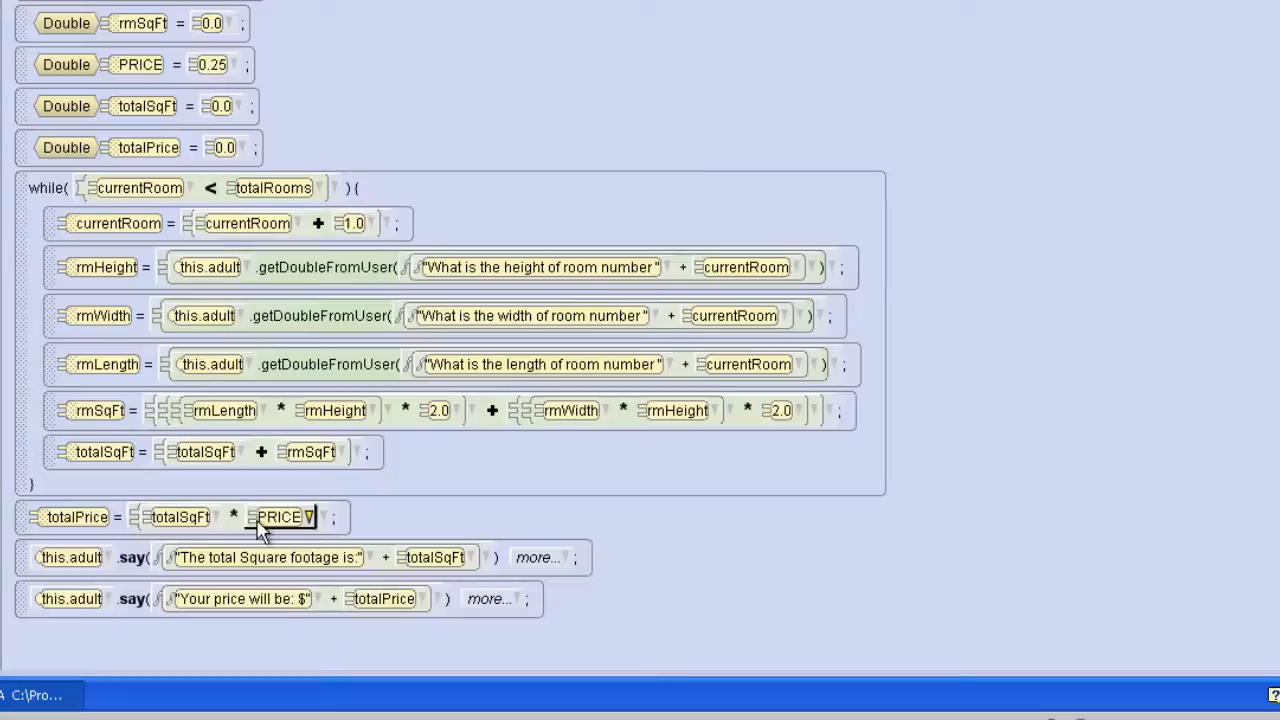 Double rmSqFt = 0.0 ;
Double PRICE = 0.25 ;
Double totalSqFt = 0.0 ;
Double totalPrice = 0.0 ;
while( currentRoom < totalRooms ){
currentRoom = currentRoom + 1.0 ;
rmHeight = this.adult .getDoubleFromUser( "What is the height of room number " + currentRoom ) ;
rmWidth = this.adult .getDoubleFromUser( "What is the width of room number " + currentRoom ) ;
rmLength = this.adult .getDoubleFromUser( "What is the length of room number " + currentRoom ) ;
rmSqFt = rmLength * rmHeight * 2.0 + rmWidth * rmHeight * 2.0 ;
totalSqFt = totalSqFt + rmSqFt ;
}
totalPrice = totalSqFt * PRICE ;
this.adult .say( "The total Square footage is:" + totalSqFt ) more... ;
this.adult .say( "Your price will be: $" + totalPrice ) more... ;
C:\Pro... ?